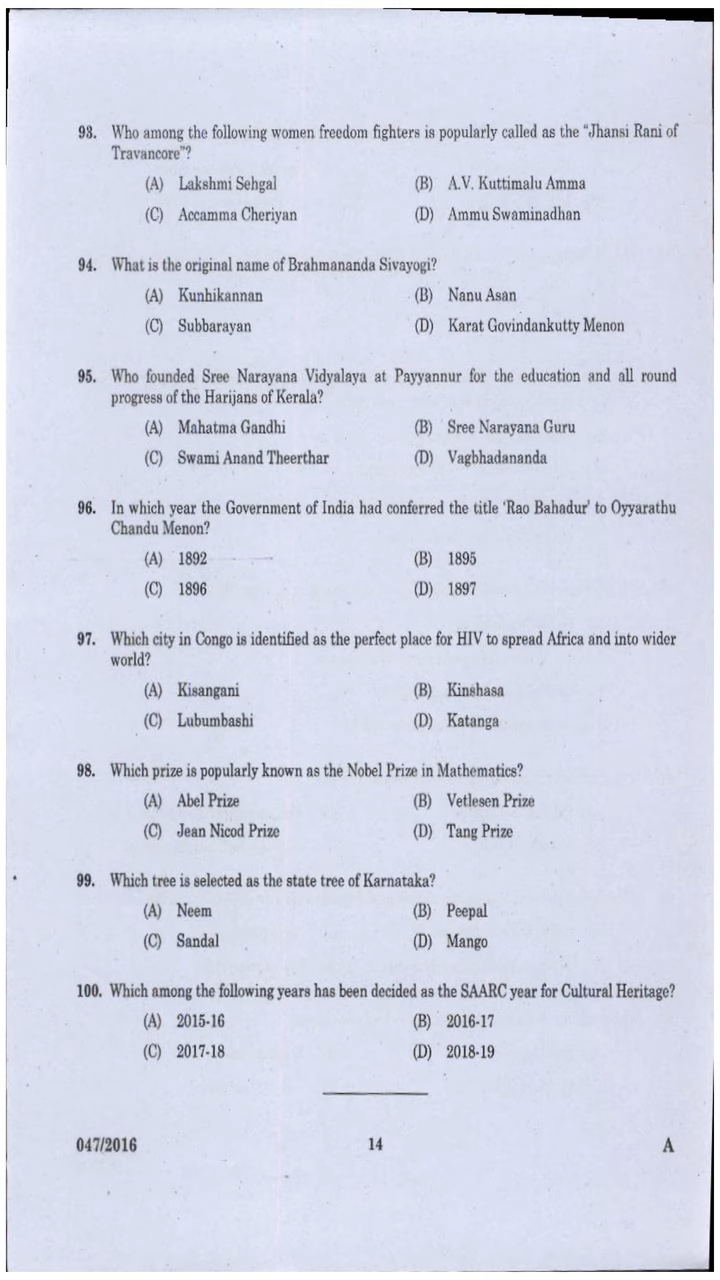 93. Who among the following women freedom fighters is popularly called as the "Jhansi Rani of
Travancore"?
(A) Lakshmi Sehgal (B) A.V. Kuttimalu Amma
(C) Accamma Cheriyan (D) Ammu Swaminadhan
94. What is the original name of Brahmananda Sivayogi?
(A) Kunhikannan (B) Nanu Asan
(C) Subbarayan (D) Karat Govindankutty Menon
95. Who founded Sree Narayana Vidyalaya at Payyannur for the education and all round
progress of the Harijans of Kerala?
(A) Mahatma Gandhi (B) Sree Narayana Guru
(C) Swami Anand Theerthar (D) Vagbhadananda
96. In which year the Government of India had conferred the title 'Rao Bahadur' to Oyyarathu
Chandu Menon?
(A) 1892 (B) 1895
(C) 1896 (D) 1897
97. Which city in Congo is identified as the perfect place for HIV to spread Africa and into wider
world?
(A) Kisangani (B) Kinshasa
(C) Lubumbashi (D) Katanga
98. Which prize is popularly known as the Nobel Prize in Mathematics?
(A) Abel Prize (B) Vetlesen Prize
(C) Jean Nicod Prize (D) Tang Prize
99. Which tree is selected as the state tree of Karnataka?
(A) Neem (B) Peepal
(C) Sandal (D) Mango
100. Which among the following years has been decided as the SAARC year for Cultural Heritage?
(A) 2015-16 (B) 2016-17
(C) 2017-18 (D) 2018-19
047/2016 14 A